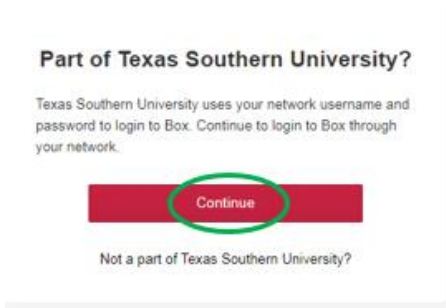 Part of Texas Southern University?
Texas Southern University uses your network username and
password to login to Box. Continue to login to Box through
your network.
Continue
Not a part of Texas Southern University?